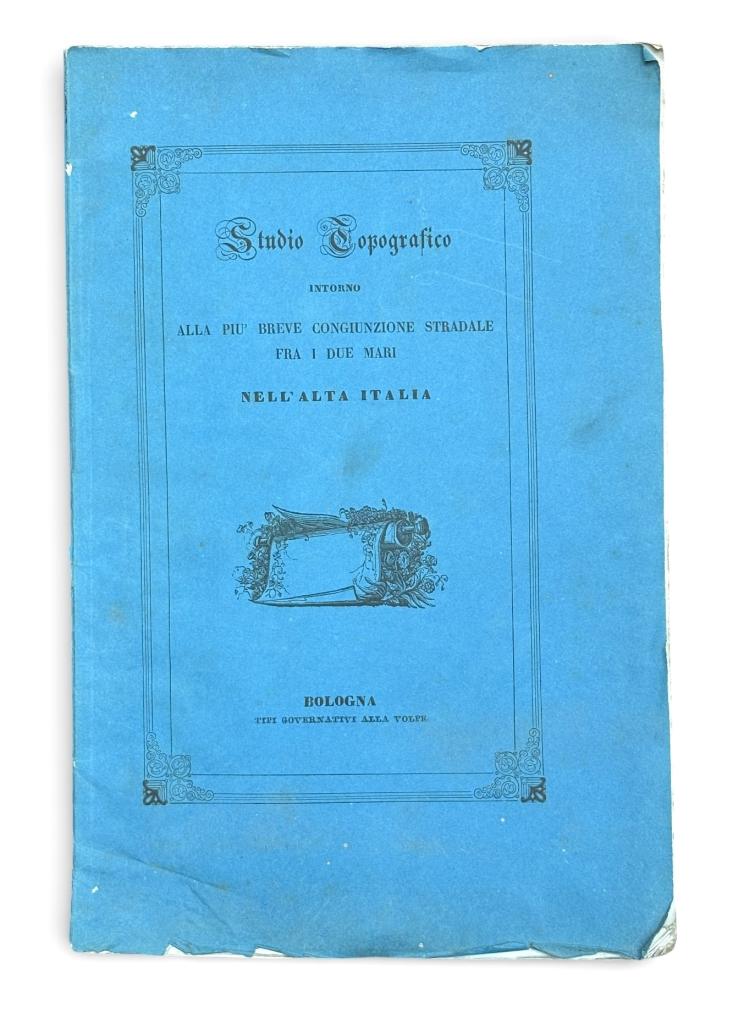 Studio Topografico
INTORNO
ALLA PIU' BREVE CONGIUNZIONE STRADALE
FRA I DUE MARI
NELL'ALTA ITALIA
BOLOGNA
TIPI GOVERNATIVI ALLA VOLPE